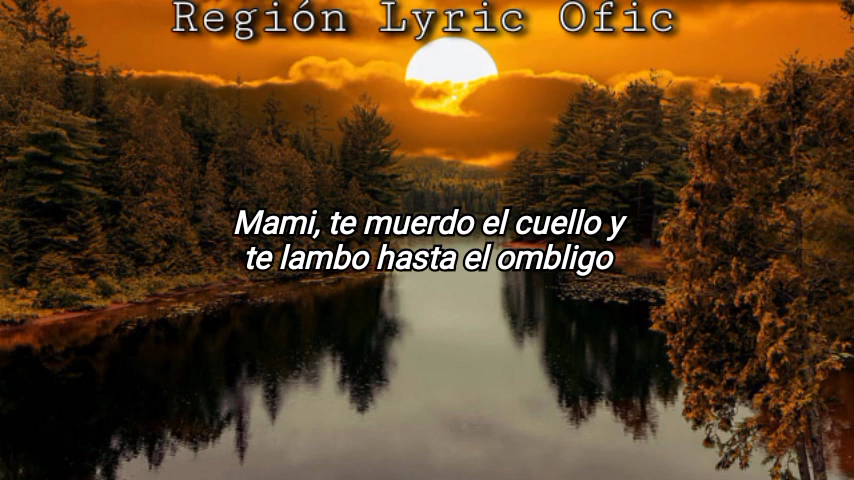 Región Lyric Ofic
Mami, te muerdo el cuello y
te lambo hasta el ombligo